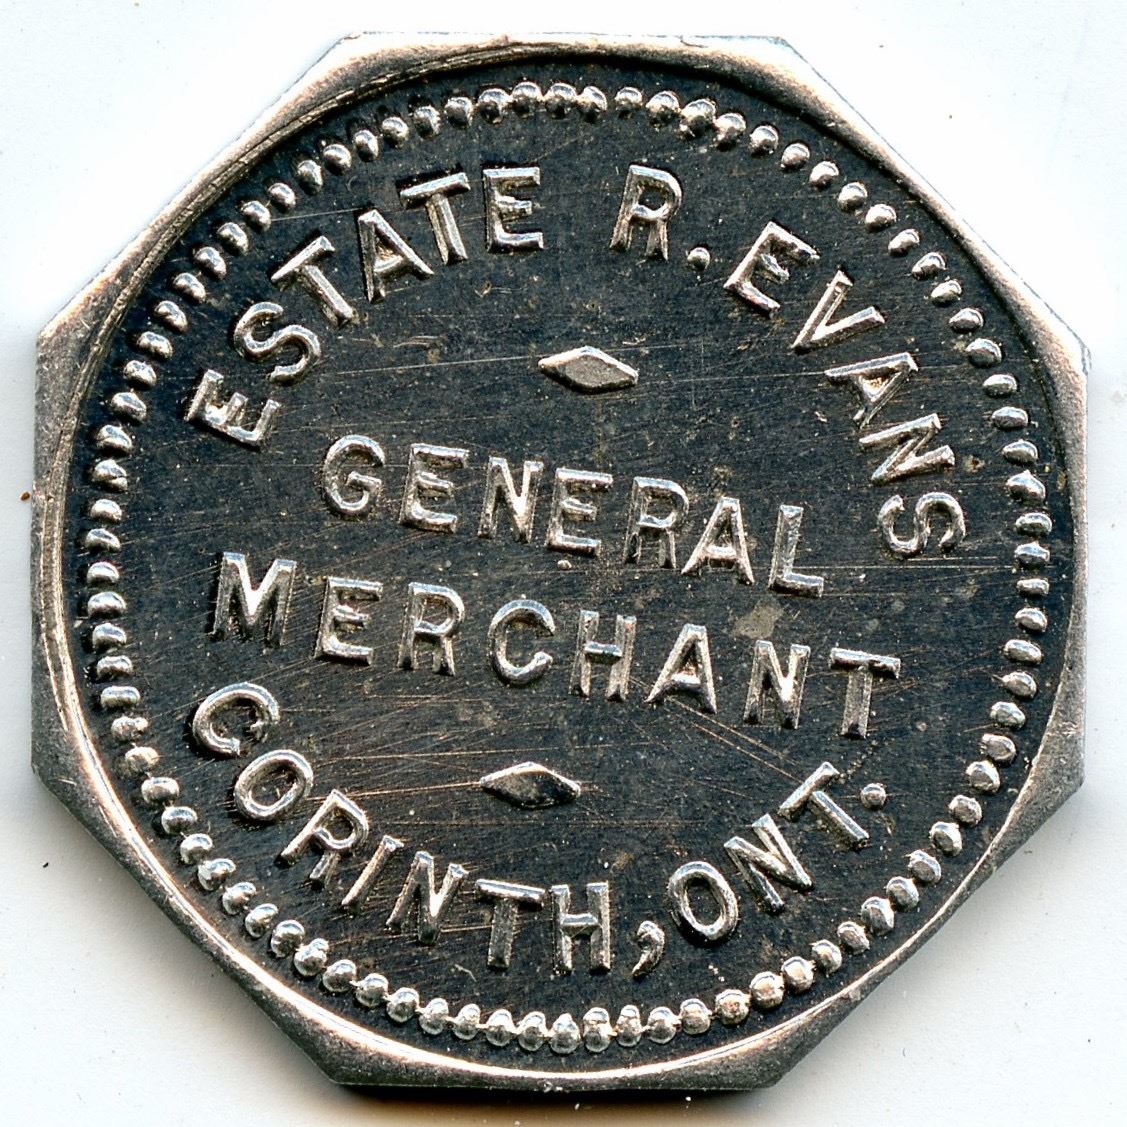 ESTATE R. EVANS
GENERAL
MERCHANT
CORINTH, ONT.